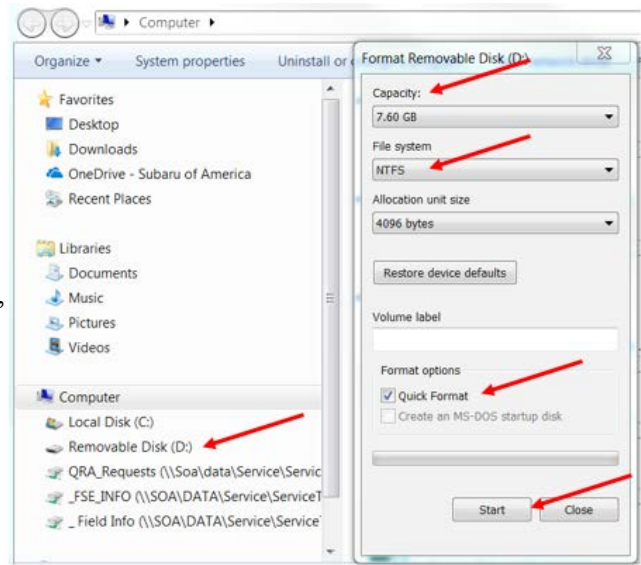 Computer
Organize
System properties
Uninstall or
Favorites
Desktop
Downloads
OneDrive - Subaru of America
Recent Places
Libraries
Documents
Music
Pictures
Videos
Computer
Local Disk (C:)
Removable Disk (D:)
QRA_Requests (\\Soa\data\Service\Servic
_FSE_INFO (\\SOA\DATA\Service\ServiceT
_ Field Info (\\SOA\DATA\Service\Service
Format Removable Disk (D:)
Capacity:
7.60 GB
File system
NTFS
Allocation unit size
4096 bytes
Restore device defaults
Volume label
Format options
Quick Format
Create an MS-DOS startup disk
Start
Close